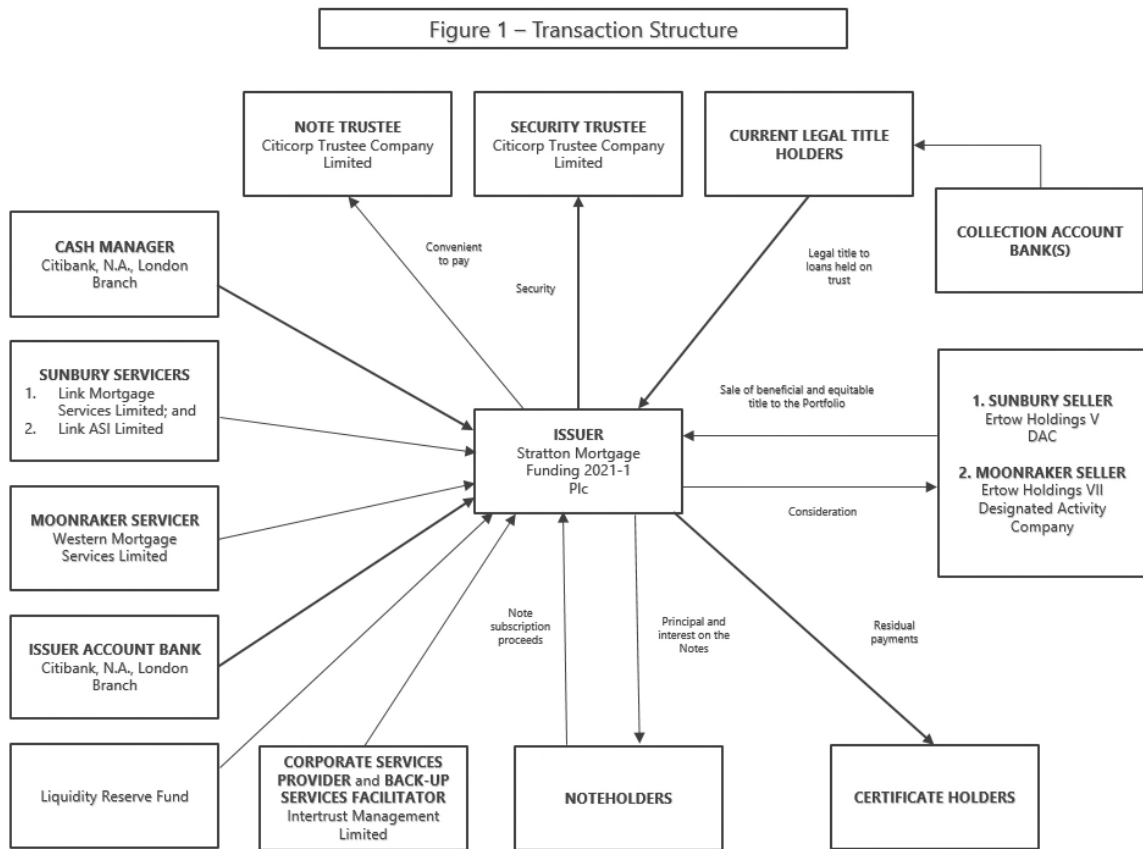 Figure 1 – Transaction Structure
NOTE TRUSTEE
Citicorp Trustee Company
Limited
SECURITY TRUSTEE
Citicorp Trustee Company
Limited
CURRENT LEGAL TITLE
HOLDERS
COLLECTION ACCOUNT
BANK(S)
CASH MANAGER
Citibank, N.A., London
Branch
Convenient
to pay
Security
Legal title to
loans held on
trust
SUNBURY SERVICERS
1. Link Mortgage
Services Limited; and
2. Link ASI Limited
ISSUER
Stratton Mortgage
Funding 2021-1
Plc
Sale of beneficial and equitable
title to the Portfolio
Consideration
1. SUNBURY SELLER
Ertow Holdings V
DAC
2. MOONRAKER SELLER
Ertow Holdings VII
Designated Activity
Company
MOONRAKER SERVICER
Western Mortgage
Services Limited
ISSUER ACCOUNT BANK
Citibank, N.A., London
Branch
Note
subscription
proceeds
Principal and
interest on the
Notes
Residual
payments
Liquidity Reserve Fund
CORPORATE SERVICES
PROVIDER and BACK-UP
SERVICES FACILITATOR
Intertrust Management
Limited
NOTEHOLDERS
CERTIFICATE HOLDERS